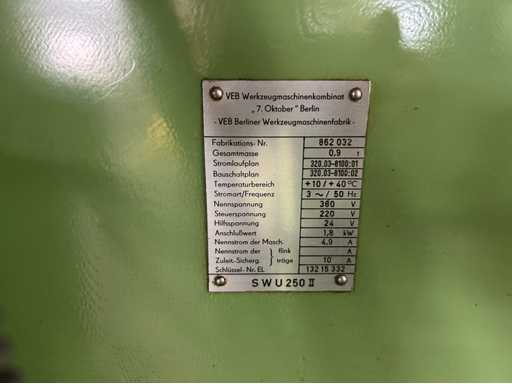 VEB Werkzeugmaschinenkombinat
„ 7. Oktober " Berlin
- VEB Berliner Werkzeugmaschinenfabrik -
Fabrikations- Nr. 862 032
Gesamtmasse 0,9 T
Stromlaufplan 320.03-8100:01
Bauschaltplan 320.03-8100:02
Temperaturbereich +10 / +40 °C
Stromart/Frequenz 3 ~ / 50 Hz
Nennspannung 380 V
Steuerspannung 220 V
Hilfsspannung 24 V
Anschlußwert 1,8 kW
Nennstrom der Masch. 4,9 A
Nennstrom der flink A
Zuleit.-Sicherg. träge 10 A
Schlüssel- Nr. EL 132 15 332
S W U 250 II